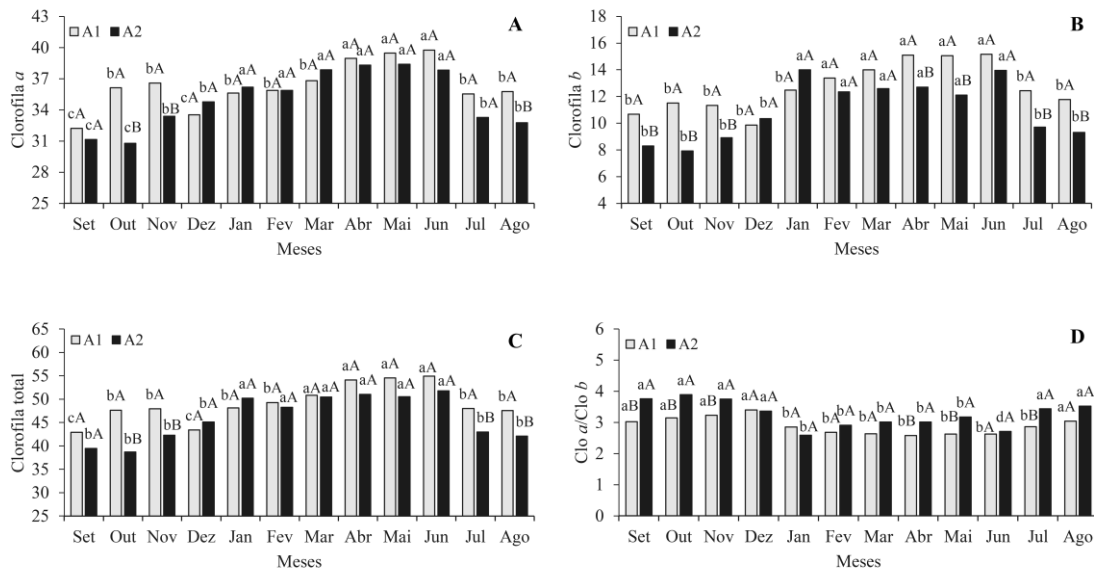 A
A1 A2
Clorofila a
43
40
37
34
31
28
25
cA cA bA cB bA bB cA bA bA aA bA aA bA aA aA aA aA aA aA aA bA bA bA bB
Set Out Nov Dez Jan Fev Mar Abr Mai Jun Jul Ago
Meses
B
A1 A2
Clorofila b
18
16
14
12
10
8
6
4
bA bB bA bB bA bB bA bA bA aA aA aA aA aA aA aB aA aB aA aA bA bB bA bB
Set Out Nov Dez Jan Fev Mar Abr Mai Jun Jul Ago
Meses
C
A1 A2
Clorofila total
65
60
55
50
45
40
35
30
25
cA bA bA bB bA bB cA bA bA aA bA aA aA aA aA aA aA aA aA aA bA bB bA bB
Set Out Nov Dez Jan Fev Mar Abr Mai Jun Jul Ago
Meses
D
A1 A2
Clo a/Clo b
6
5
4
3
2
1
0
aB aA aB aA aB aA aA aA bA bA bA bA bA bA bB bA bB bA bA dA bB aA aA aA
Set Out Nov Dez Jan Fev Mar Abr Mai Jun Jul Ago
Meses